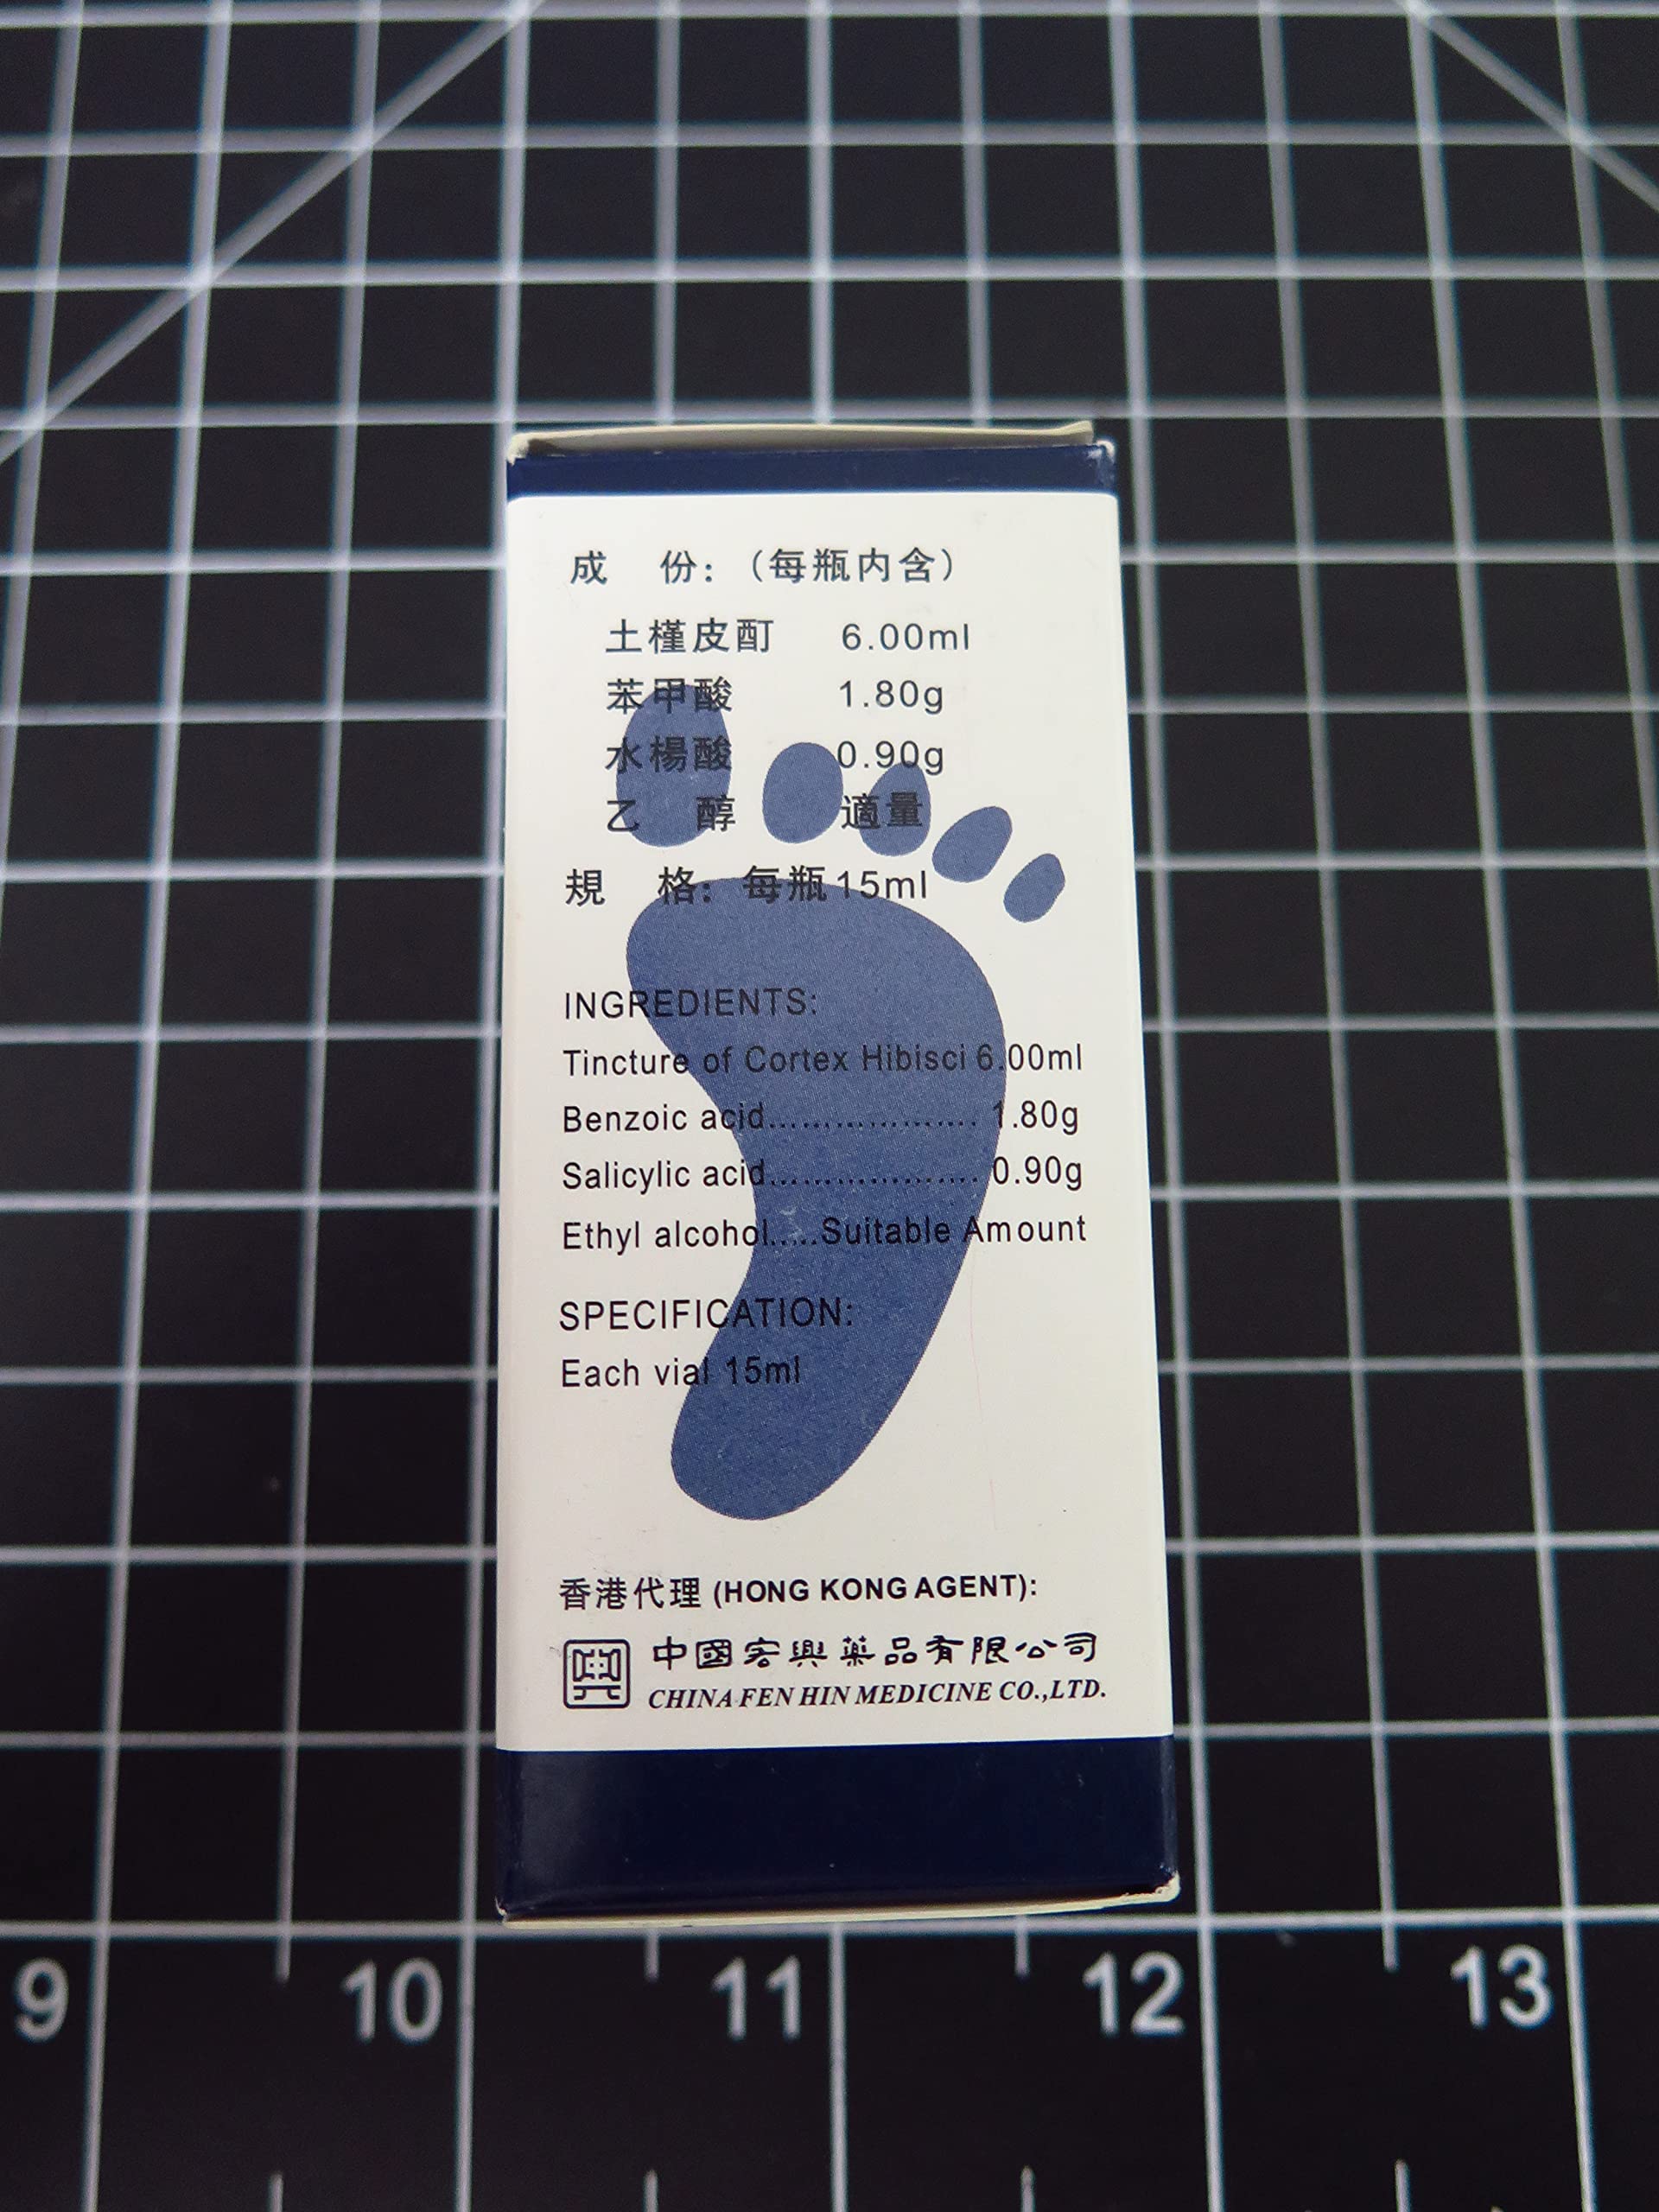 成 份：（每瓶内含）
土槿皮酊 6.00ml
苯甲酸 1.80g
水楊酸 0.90g
乙 醇 適量
規 格：每瓶15ml
INGREDIENTS:
Tincture of Cortex Hibisci 6.00ml
Benzoic acid.................... 1.80g
Salicylic acid.................... 0.90g
Ethyl alcohol.....Suitable Amount
SPECIFICATION:
Each vial 15ml
香港代理 (HONG KONG AGENT):
興 中國宏興藥品有限公司
CHINA FEN HIN MEDICINE CO.,LTD.
9 10 11 12 13